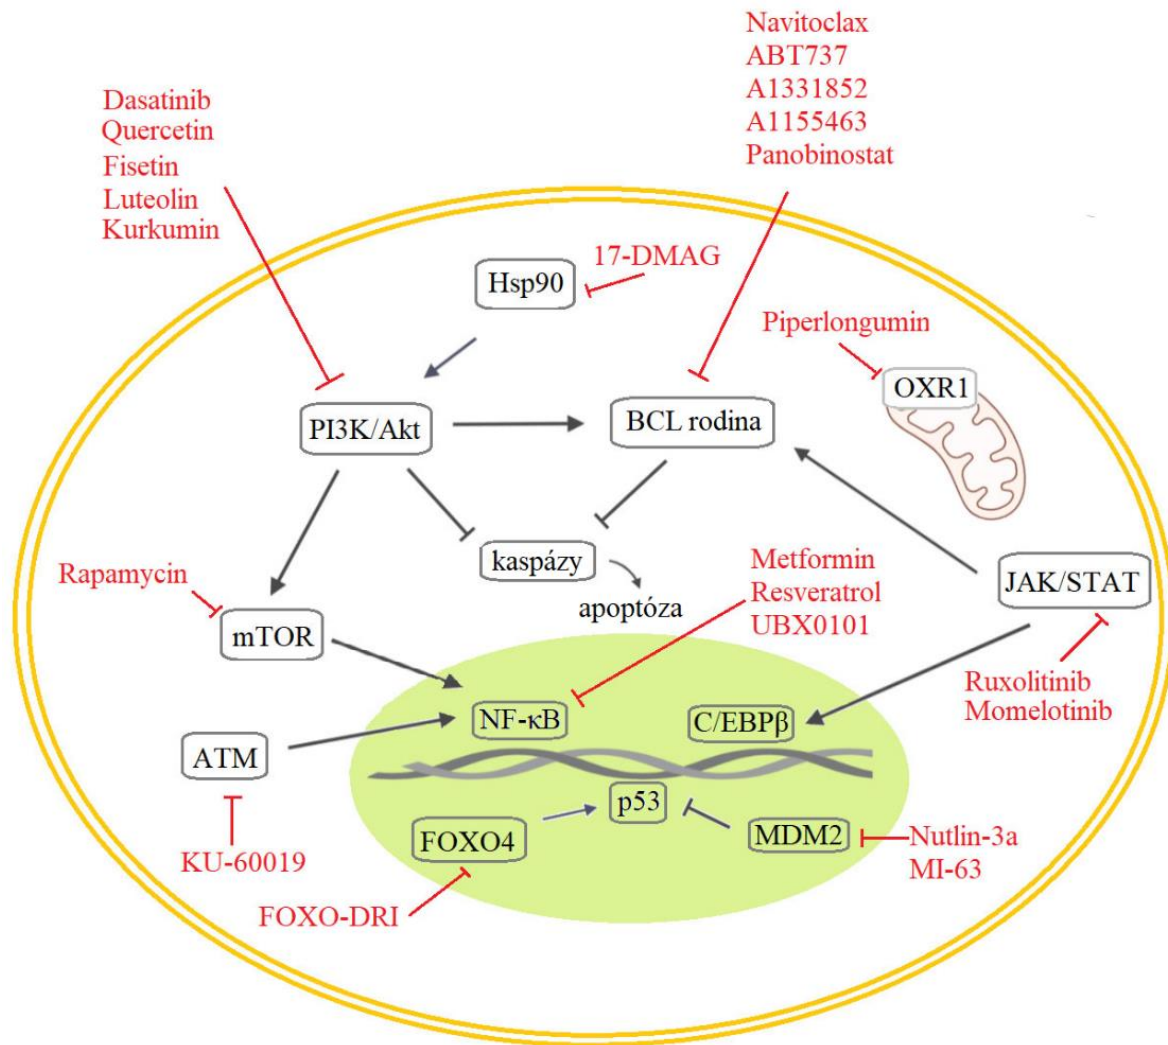 Navitoclax
ABT737
A1331852
A1155463
Panobinostat
Dasatinib
Quercetin
Fisetin
Luteolin
Kurkumin
17-DMAG
Hsp90
Piperlongumin
OXR1
PI3K/Akt
BCL rodina
kaspázy
apoptóza
Metformin
Resveratrol
UBX0101
JAK/STAT
Rapamycin
mTOR
Ruxolitinib
Momelotinib
NF-κB
C/EBPβ
ATM
p53
FOXO4
MDM2
Nutlin-3a
MI-63
KU-60019
FOXO-DRI